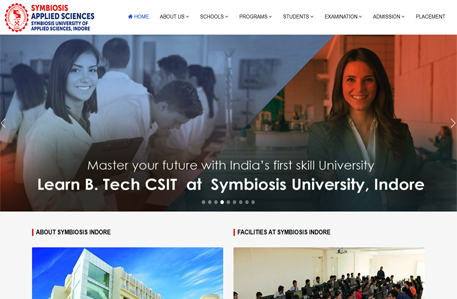 SYMBIOSIS
APPLIED SCIENCES
SYMBIOSIS UNIVERSITY OF
APPLIED SCIENCES, INDORE
HOME ABOUT US SCHOOLS PROGRAMS STUDENTS EXAMINATION ADMISSION PLACEMENT
Master your future with India's first skill University
Learn B. Tech CSIT at Symbiosis University, Indore
ABOUT SYMBIOSIS INDORE
FACILITIES AT SYMBIOSIS INDORE